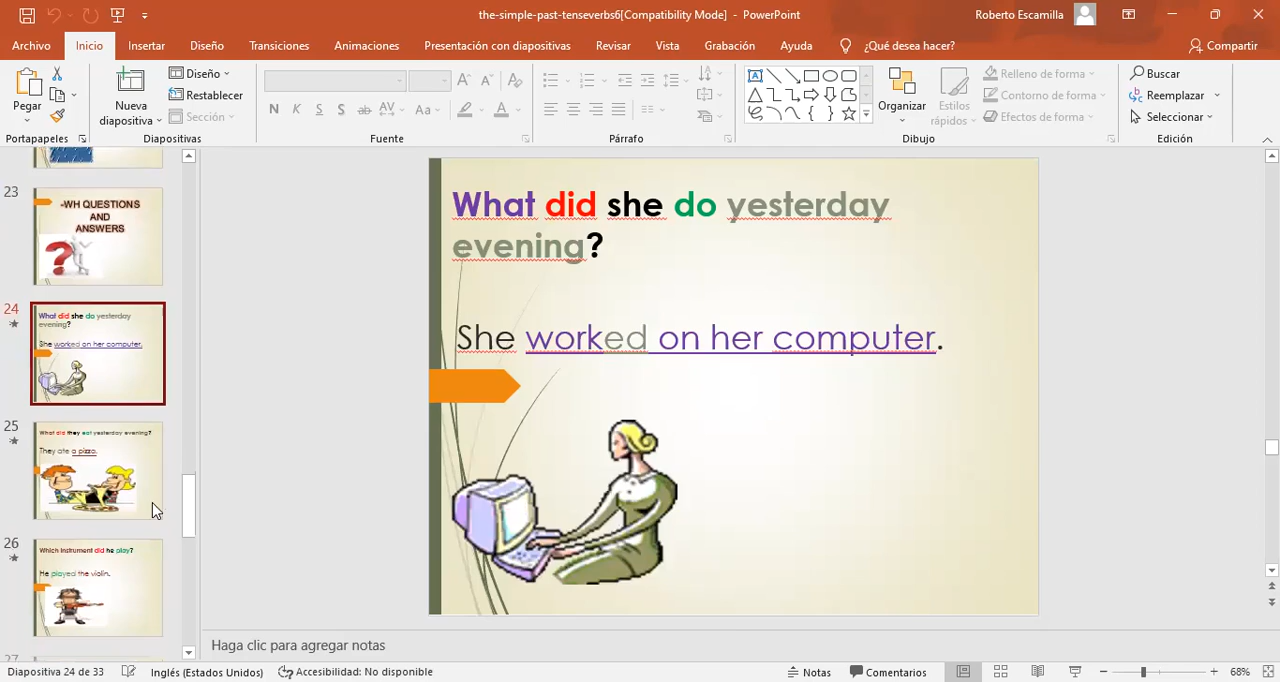 the-simple-past-tenseverbs6[Compatibility Mode] - PowerPoint
Roberto Escamilla
Archivo Inicio Insertar Diseño Transiciones Animaciones Presentación con diapositivas Revisar Vista Grabación Ayuda ¿Qué desea hacer? Compartir
Pegar
Nueva diapositiva
Diseño
Restablecer
Sección
N K S S ab AV Aa A
Organizar
Estilos rápidos
Relleno de forma
Contorno de forma
Efectos de forma
Buscar
Reemplazar
Seleccionar
Portapapeles Diapositivas Fuente Párrafo Dibujo Edición
23
-WH QUESTIONS
AND
ANSWERS
24
What did she do yesterday
evening?
She worked on her computer.
25
What did they eat yesterday evening?
They ate a pizza.
26
Which instrument did he play?
He played the violin.
27
What did she do yesterday
evening?
She worked on her computer.
Haga clic para agregar notas
Diapositiva 24 de 33 Inglés (Estados Unidos) Accesibilidad: No disponible Notas Comentarios 68%